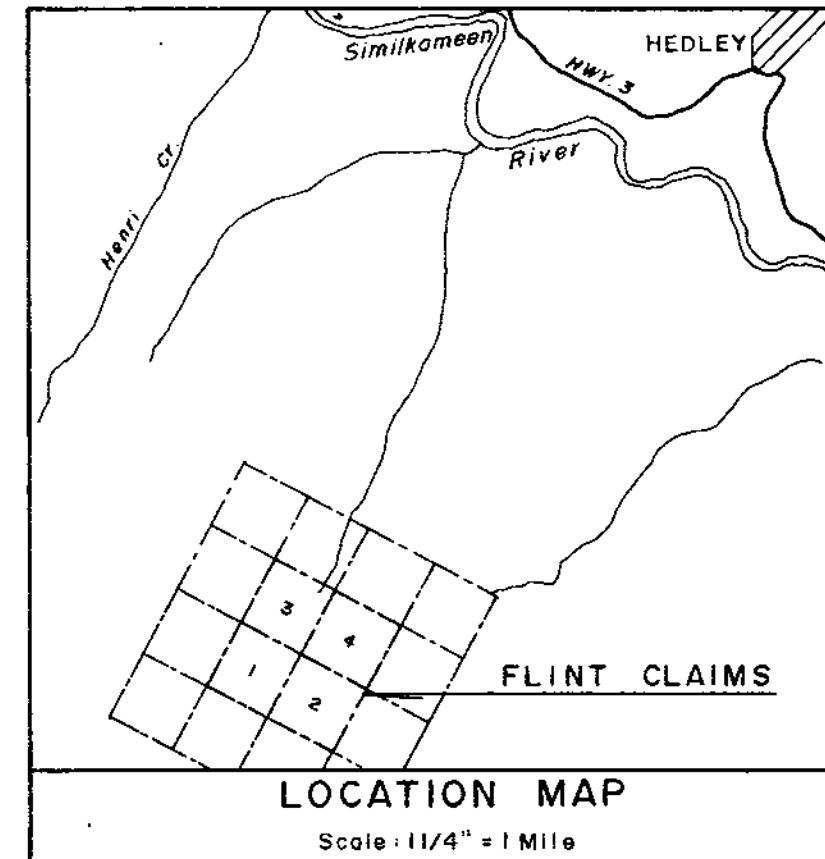 Similkameen
HEDLEY
HWY. 3
River
Henri Cr.
3
4
1
2
FLINT CLAIMS
LOCATION MAP
Scale : 1 1/4" = 1 Mile